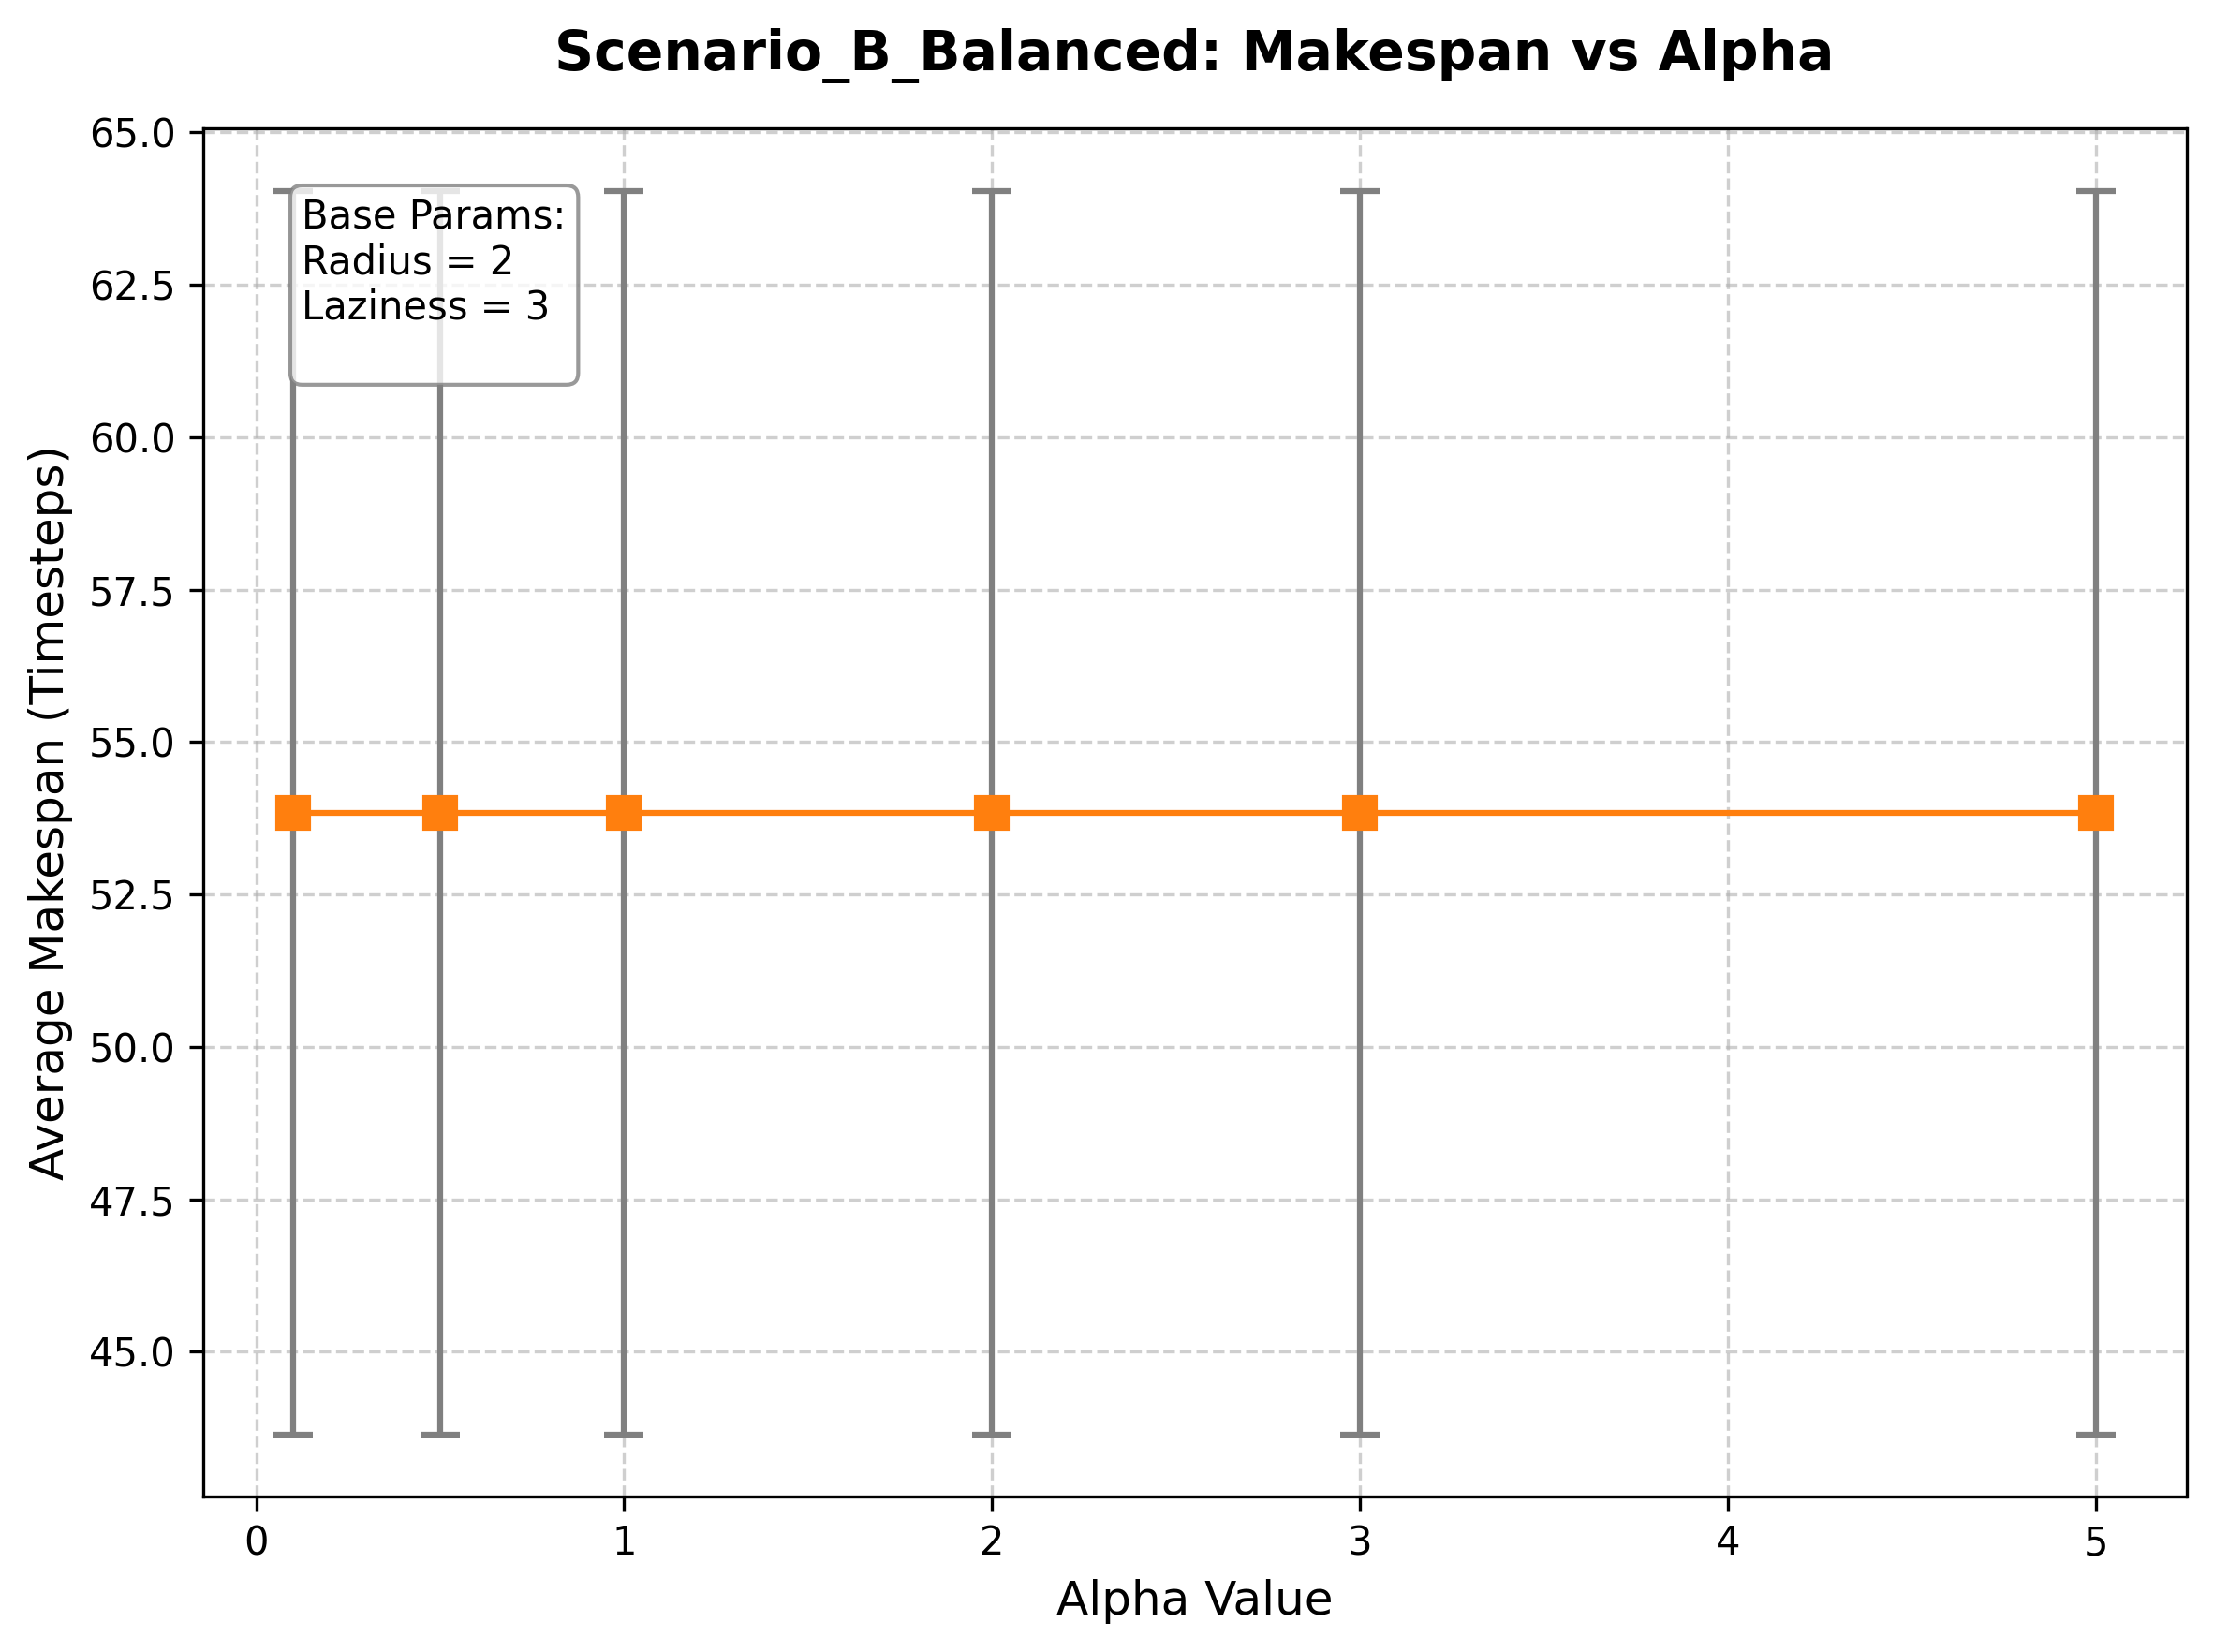 Scenario_B_Balanced: Makespan vs Alpha
65.0
62.5
60.0
57.5
55.0
52.5
50.0
47.5
45.0
Average Makespan (Timesteps)
Base Params:
Radius = 2
Laziness = 3
0 1 2 3 4 5
Alpha Value